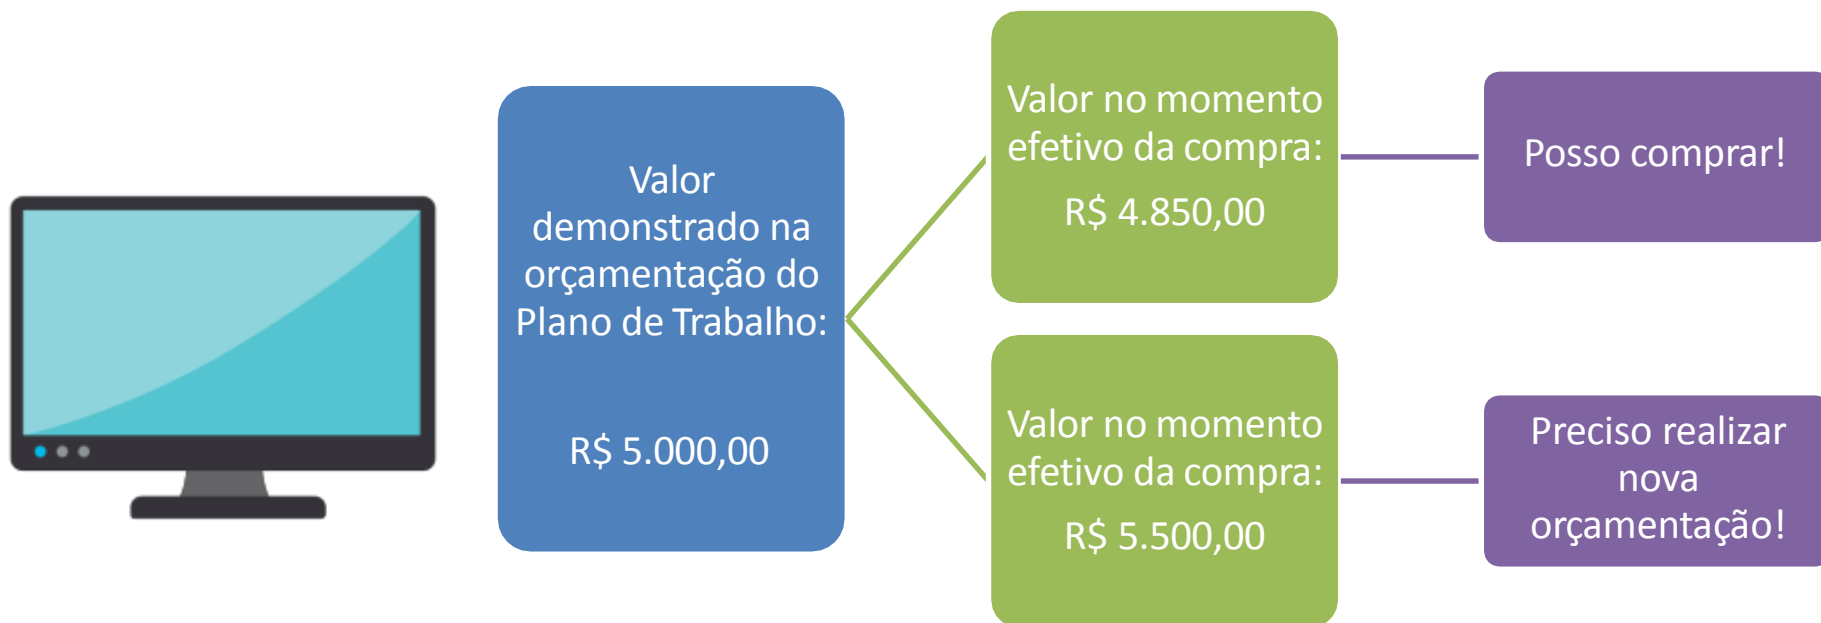 Valor
demonstrado na
orçamentação do
Plano de Trabalho:
R$ 5.000,00
Valor no momento
efetivo da compra:
R$ 4.850,00
Posso comprar!
Valor no momento
efetivo da compra:
R$ 5.500,00
Preciso realizar
nova
orçamentação!